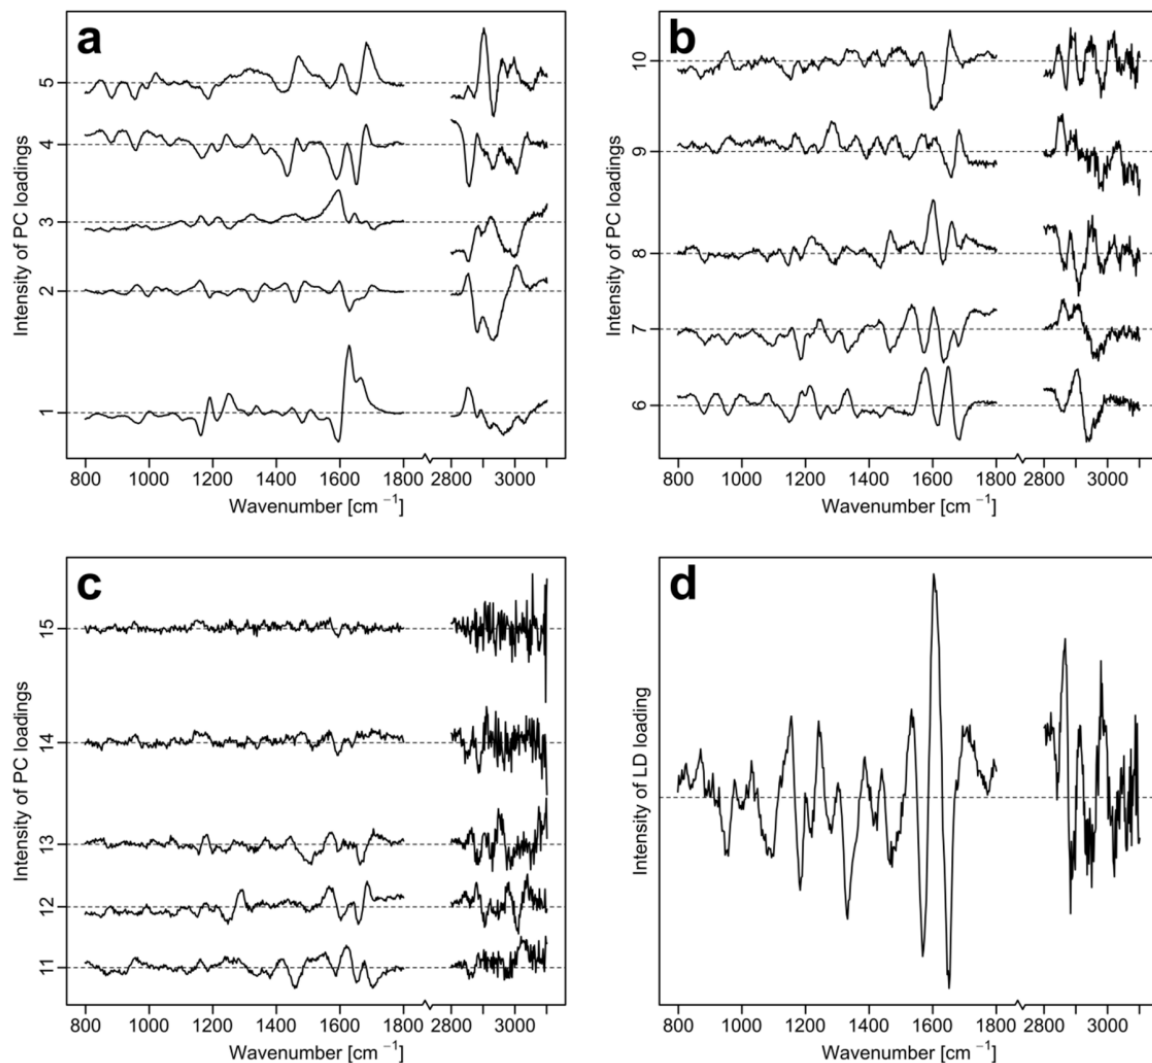 a
Intensity of PC loadings
5
4
3
2
1
800 1000 1200 1400 1600 1800 2800 3000
Wavenumber [cm −1]
b
Intensity of PC loadings
10
9
8
7
6
800 1000 1200 1400 1600 1800 2800 3000
Wavenumber [cm −1]
c
Intensity of PC loadings
15
14
13
12
11
800 1000 1200 1400 1600 1800 2800 3000
Wavenumber [cm −1]
d
Intensity of LD loading
800 1000 1200 1400 1600 1800 2800 3000
Wavenumber [cm −1]